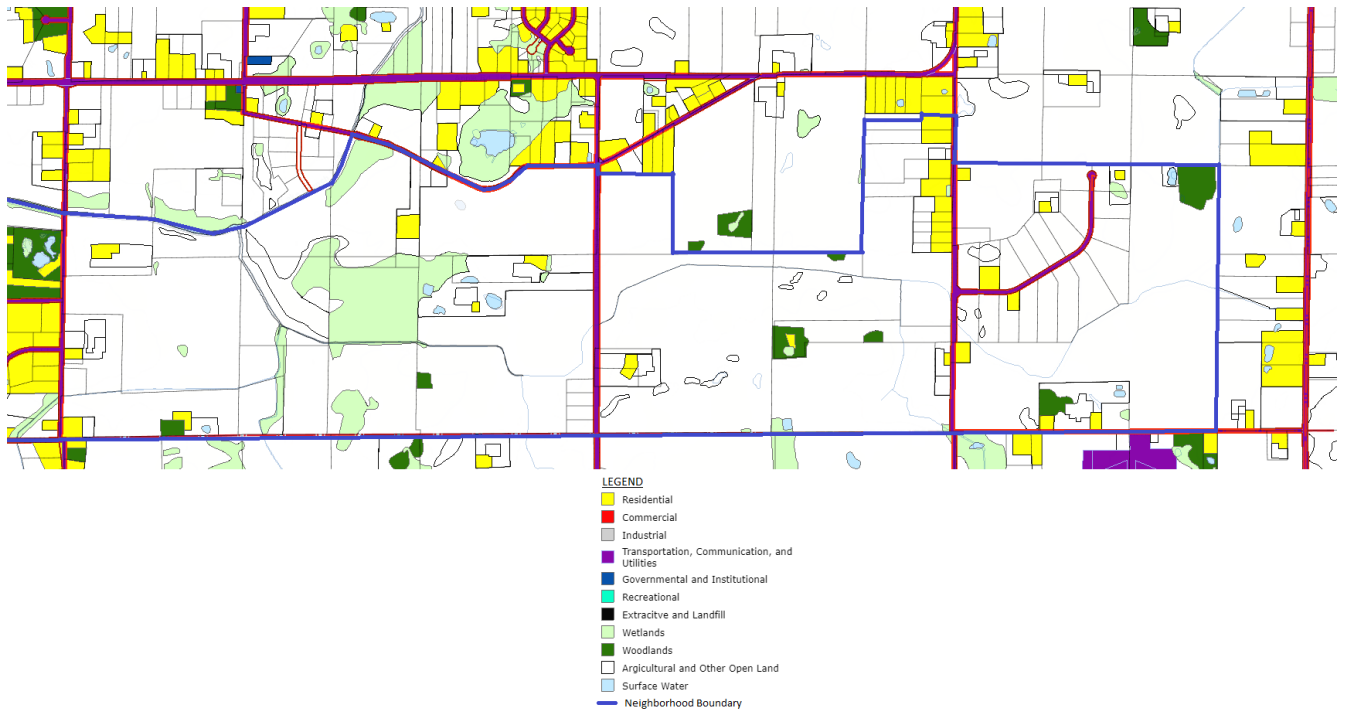 LEGEND
Residential
Commercial
Industrial
Transportation, Communication, and
Utilities
Governmental and Institutional
Recreational
Extracitve and Landfill
Wetlands
Woodlands
Argicultural and Other Open Land
Surface Water
Neighborhood Boundary